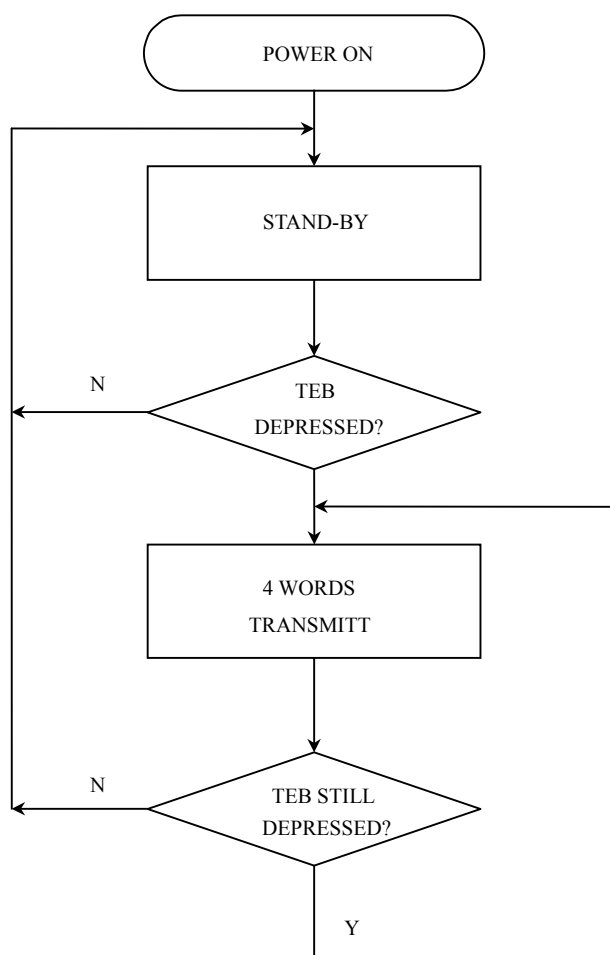 POWER ON
STAND-BY
N
TEB
DEPRESSED?
4 WORDS
TRANSMITT
N
TEB STILL
DEPRESSED?
Y